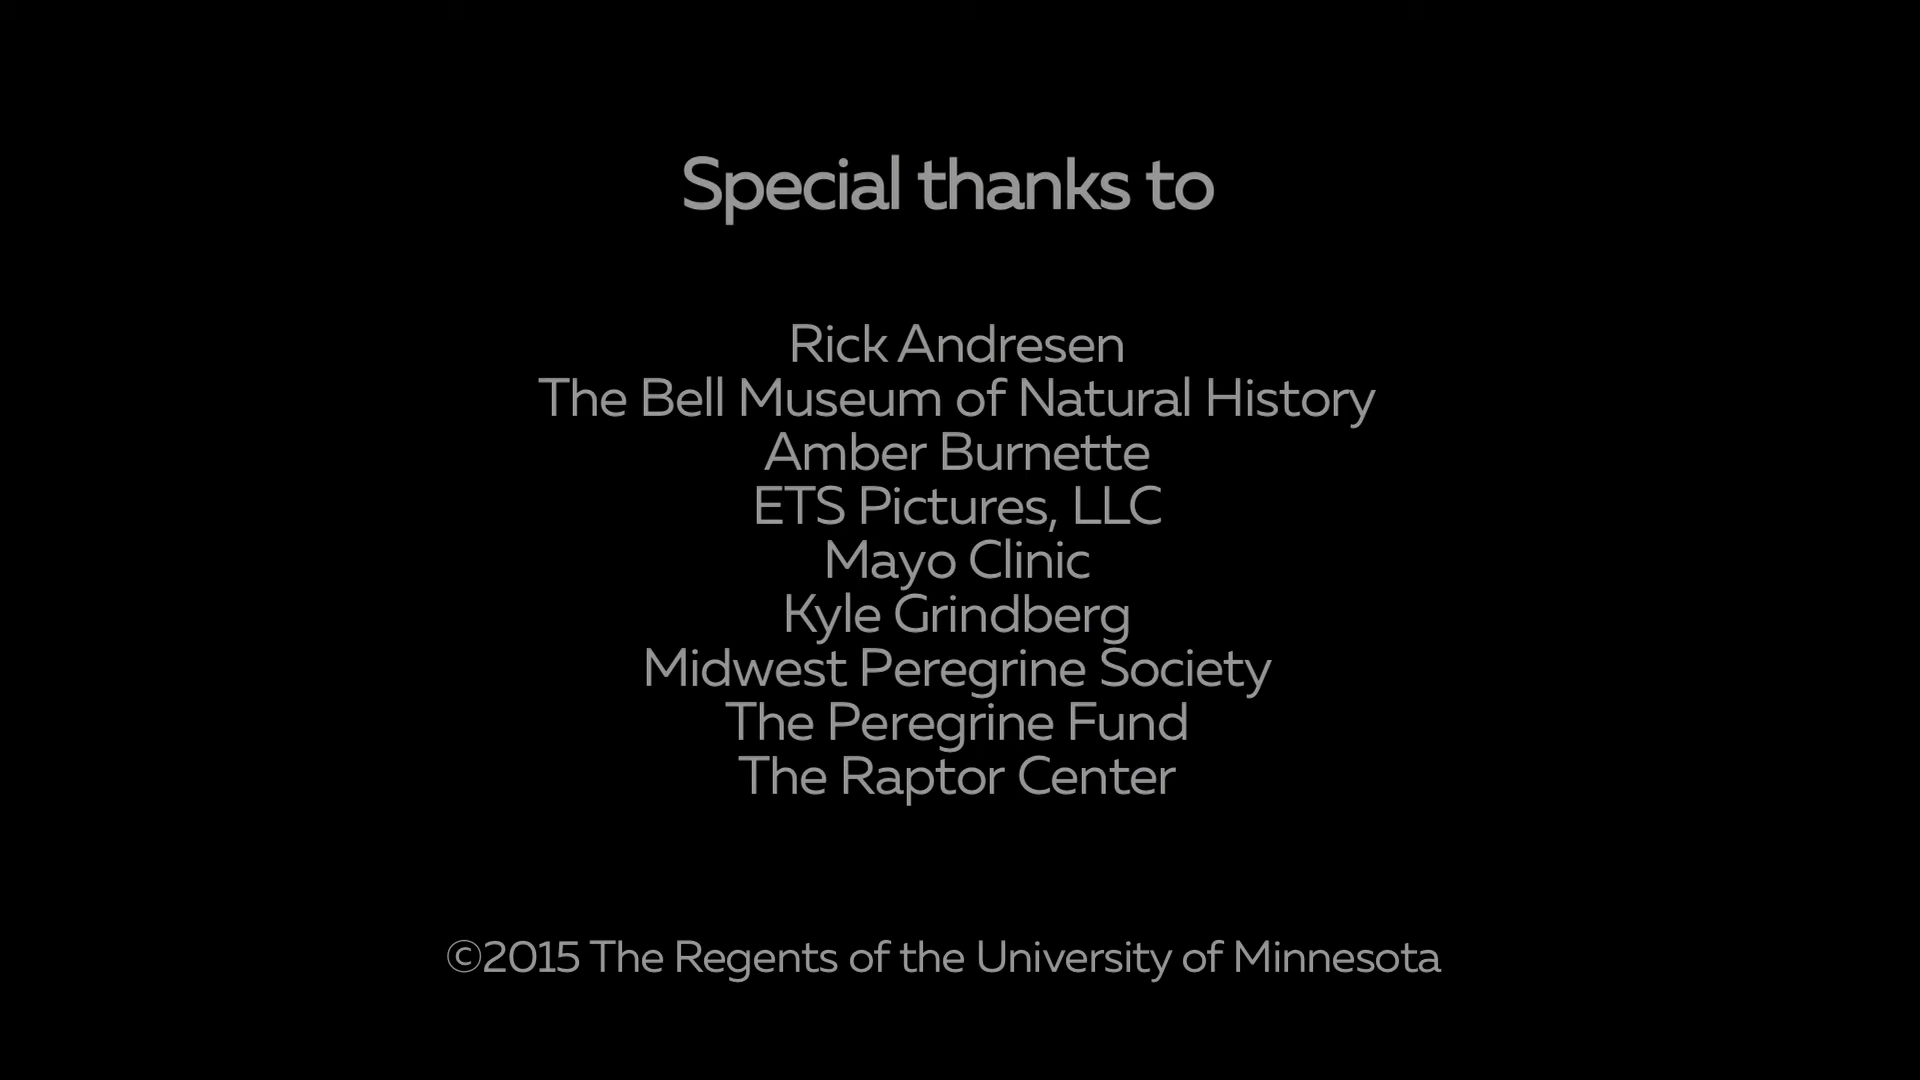 Special thanks to
Rick Andresen
The Bell Museum of Natural History
Amber Burnette
ETS Pictures, LLC
Mayo Clinic
Kyle Grindberg
Midwest Peregrine Society
The Peregrine Fund
The Raptor Center
©2015 The Regents of the University of Minnesota